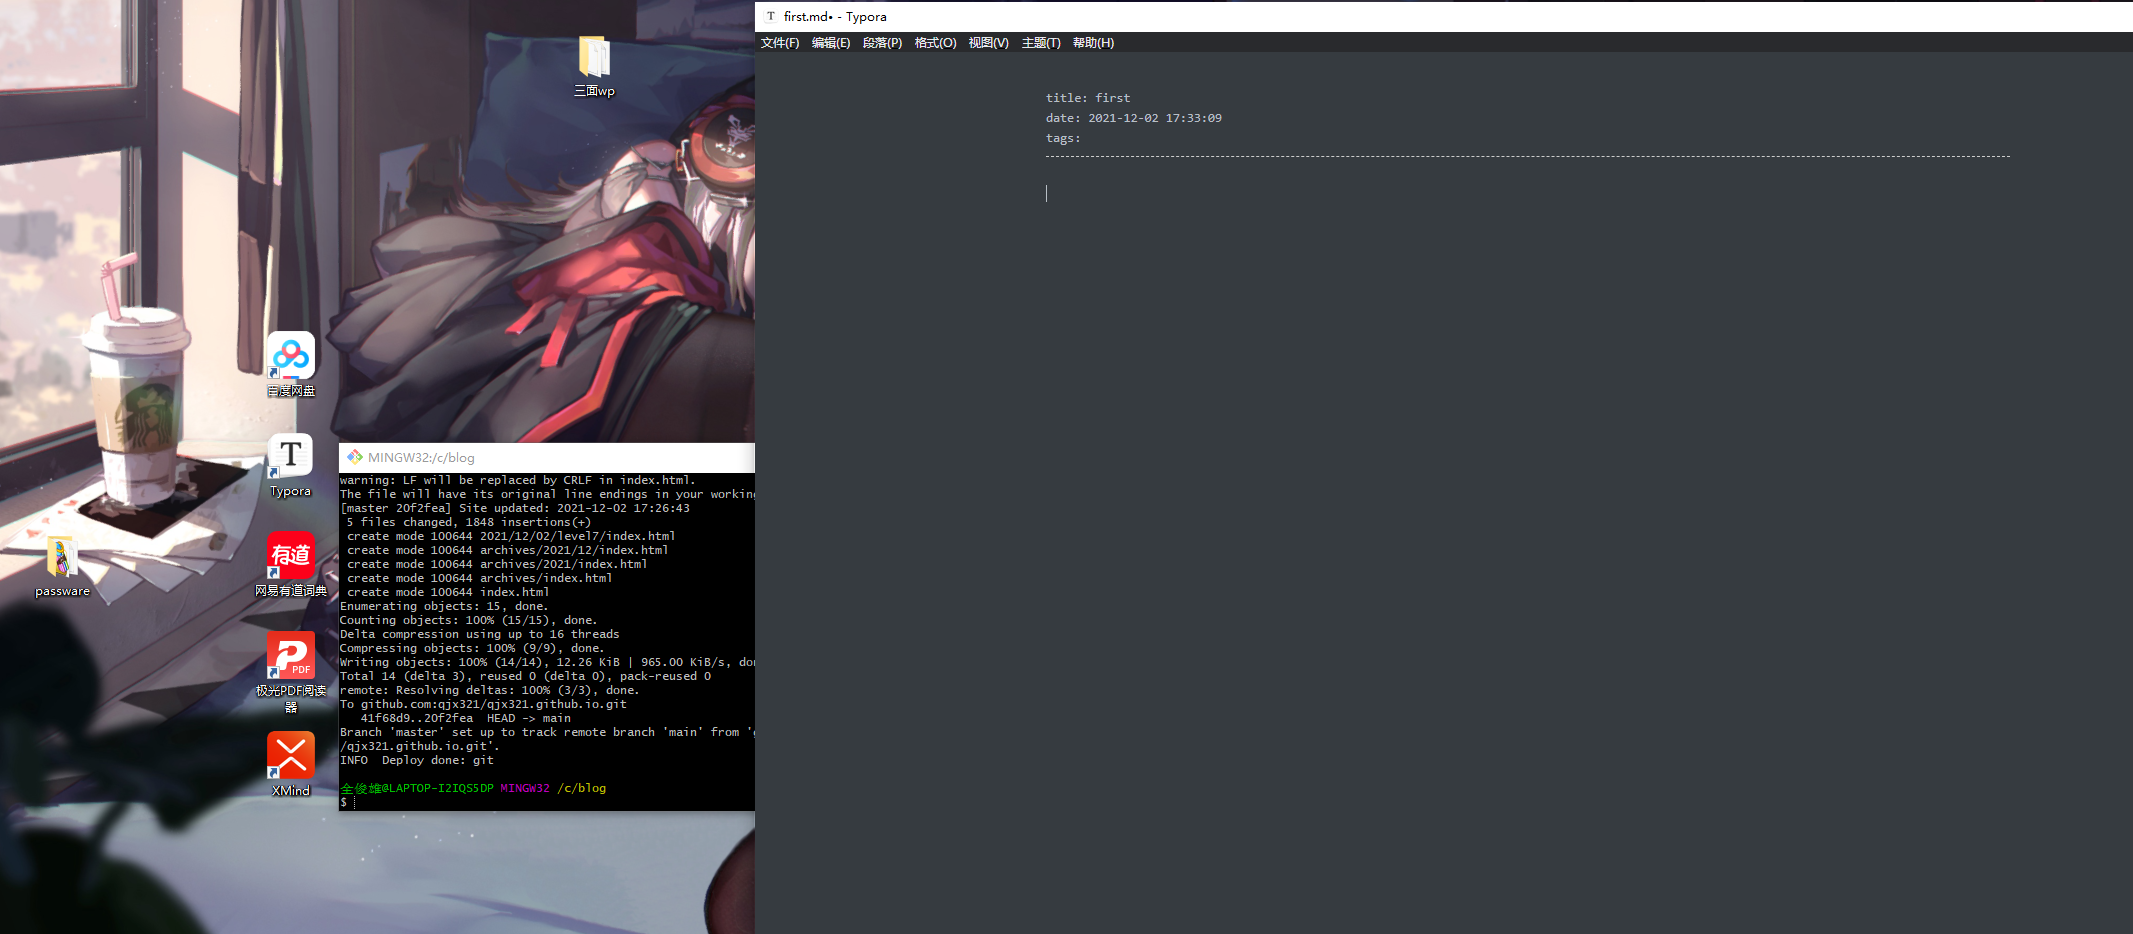 三面wp
百度网盘
T
Typora
passware
有道
网易有道词典
PDF
极光PDF阅读
器
XMind
MINGW32:/c/blog
warning: LF will be replaced by CRLF in index.html.
The file will have its original line endings in your working
[master 20f2fea] Site updated: 2021-12-02 17:26:43
5 files changed, 1848 insertions(+)
create mode 100644 2021/12/02/level7/index.html
create mode 100644 archives/2021/12/index.html
create mode 100644 archives/2021/index.html
create mode 100644 archives/index.html
create mode 100644 index.html
Enumerating objects: 15, done.
Counting objects: 100% (15/15), done.
Delta compression using up to 16 threads
Compressing objects: 100% (9/9), done.
Writing objects: 100% (14/14), 12.26 KiB | 965.00 KiB/s, do
Total 14 (delta 3), reused 0 (delta 0), pack-reused 0
remote: Resolving deltas: 100% (3/3), done.
To github.com:qjx321/qjx321.github.io.git
41f68d9..20f2fea  HEAD -> main
Branch 'master' set up to track remote branch 'main' from '
/qjx321.github.io.git'.
INFO  Deploy done: git
全俊雄@LAPTOP-I2IQS5DP MINGW32 /c/blog
$
T first.md• - Typora
文件(F) 编辑(E) 段落(P) 格式(O) 视图(V) 主题(T) 帮助(H)
title: first
date: 2021-12-02 17:33:09
tags: